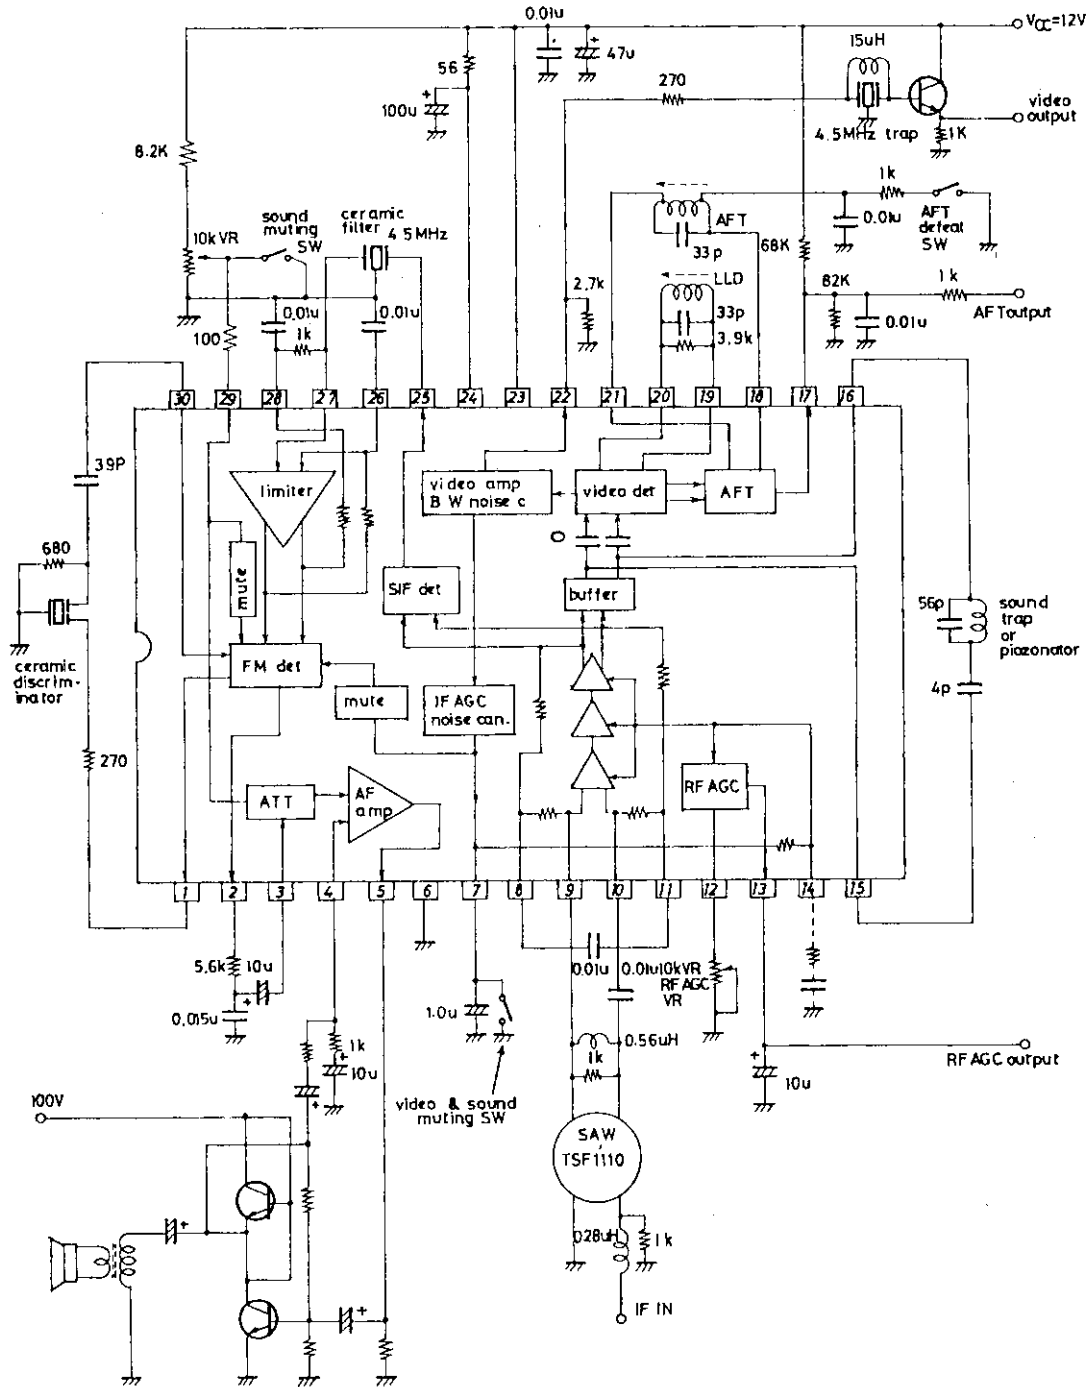 0.01u
VCC=12V
56
47u
15uH
270
100u
video
output
4.5MHz trap
1K
8.2K
1k
sound
muting
SW
ceramic
filter
4.5MHz
AFT
0.01u
AFT
defeat
SW
10kVR
33p
68K
LLD
2.7k
82K
1k
0.01u
0.01u
33p
0.01u
AFT output
100
1k
3.9k
30
29
28
27
26
25
24
23
22
21
20
19
18
17
16
39P
limiter
video amp
B W noise c
video det
AFT
680
mute
SIF det
buffer
56p
sound
trap
or
piazonator
ceramic
discrim-
inator
FM det
4p
mute
IF AGC
noise can.
270
ATT
AF
amp
RF AGC
1
2
3
4
5
6
7
8
9
10
11
12
13
14
15
5.6k
10u
0.01u
0.01u
10kVR
RF AGC
VR
0.015u
1.0u
1k
0.56uH
10u
1k
RF AGC output
10u
100V
video & sound
muting SW
SAW
TSF1110
0.28uH
1k
IF IN